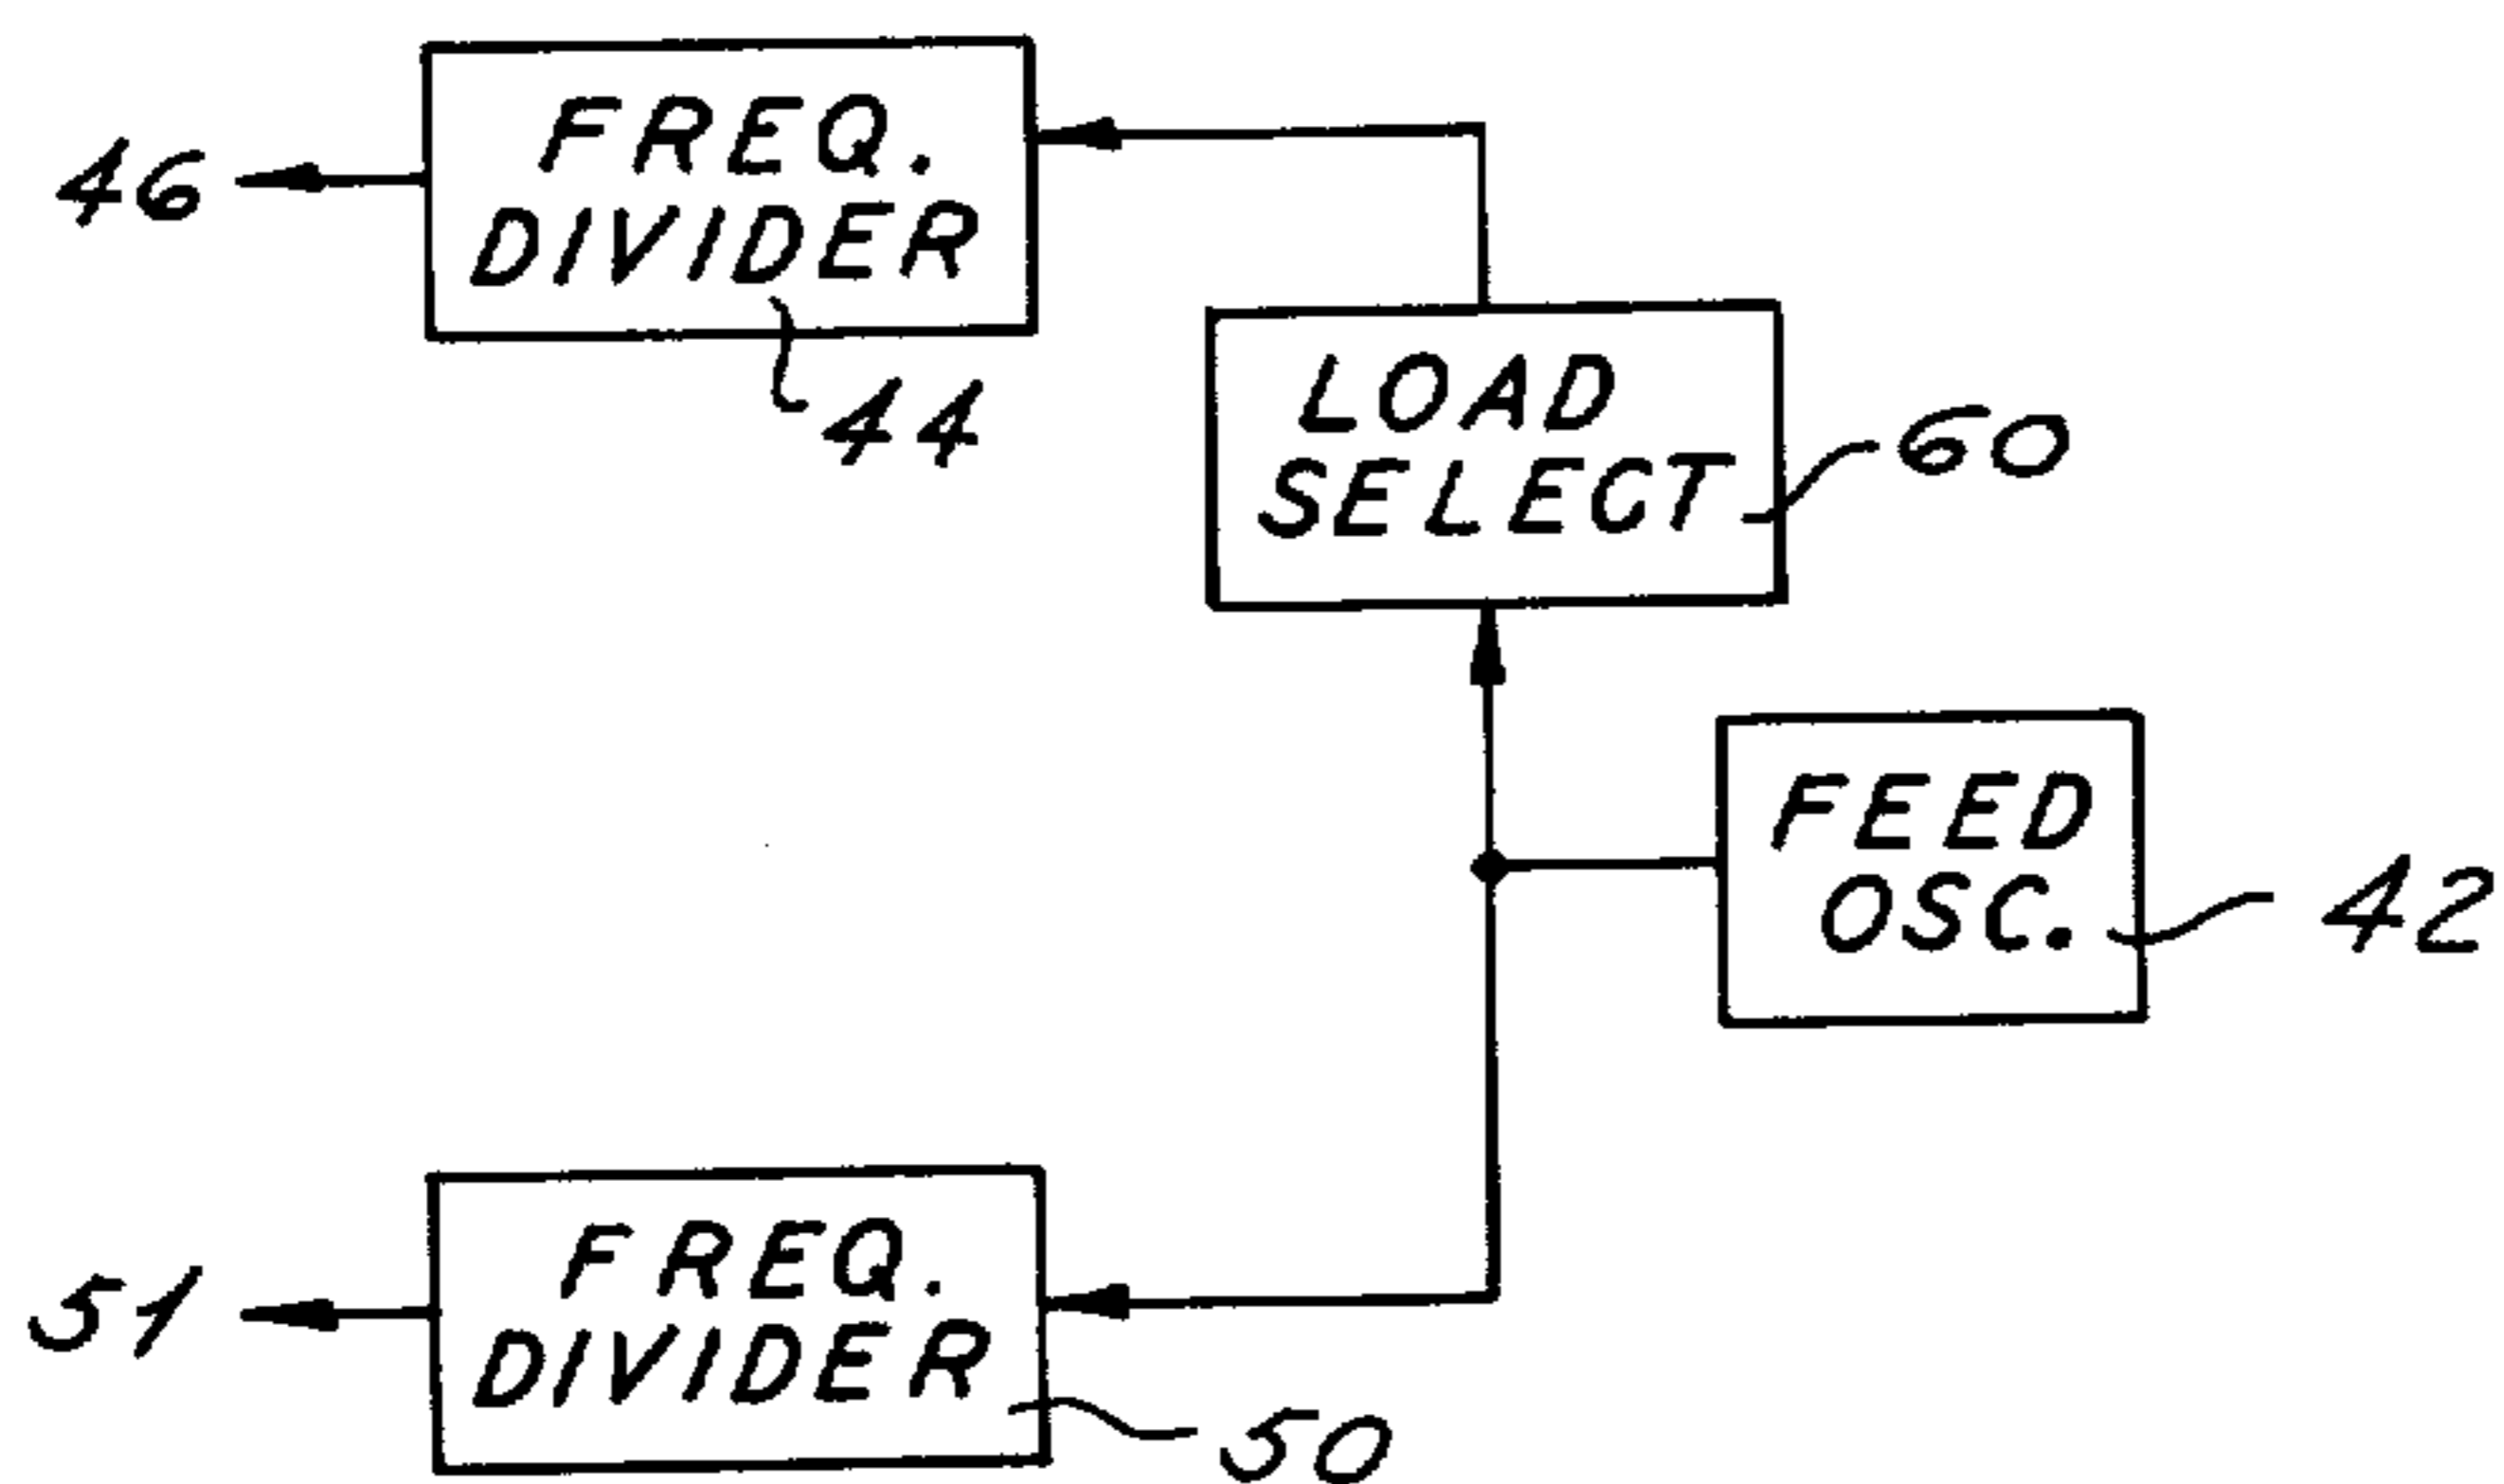 FREQ.
DIVIDER
46
44
LOAD
SELECT
60
FEED
OSC.
42
FREQ.
DIVIDER
51
50